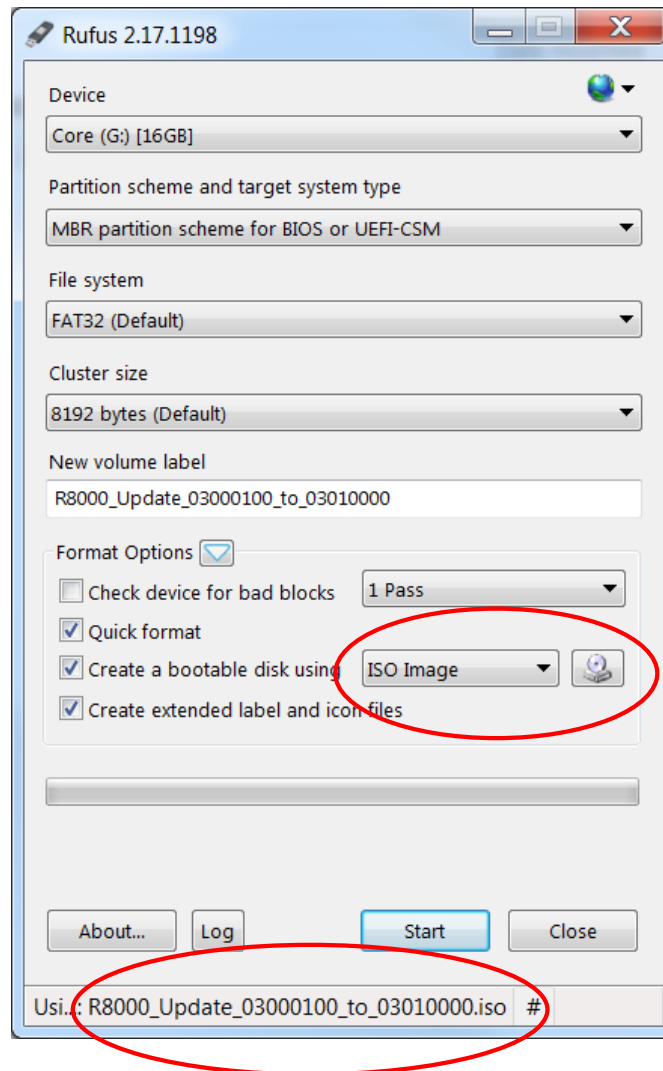 Rufus 2.17.1198
Device
Core (G:) [16GB]
Partition scheme and target system type
MBR partition scheme for BIOS or UEFI-CSM
File system
FAT32 (Default)
Cluster size
8192 bytes (Default)
New volume label
R8000_Update_03000100_to_03010000
Format Options
Check device for bad blocks 1 Pass
Quick format
Create a bootable disk using ISO Image
Create extended label and icon files
About... Log Start Close
Usi...: R8000_Update_03000100_to_03010000.iso #